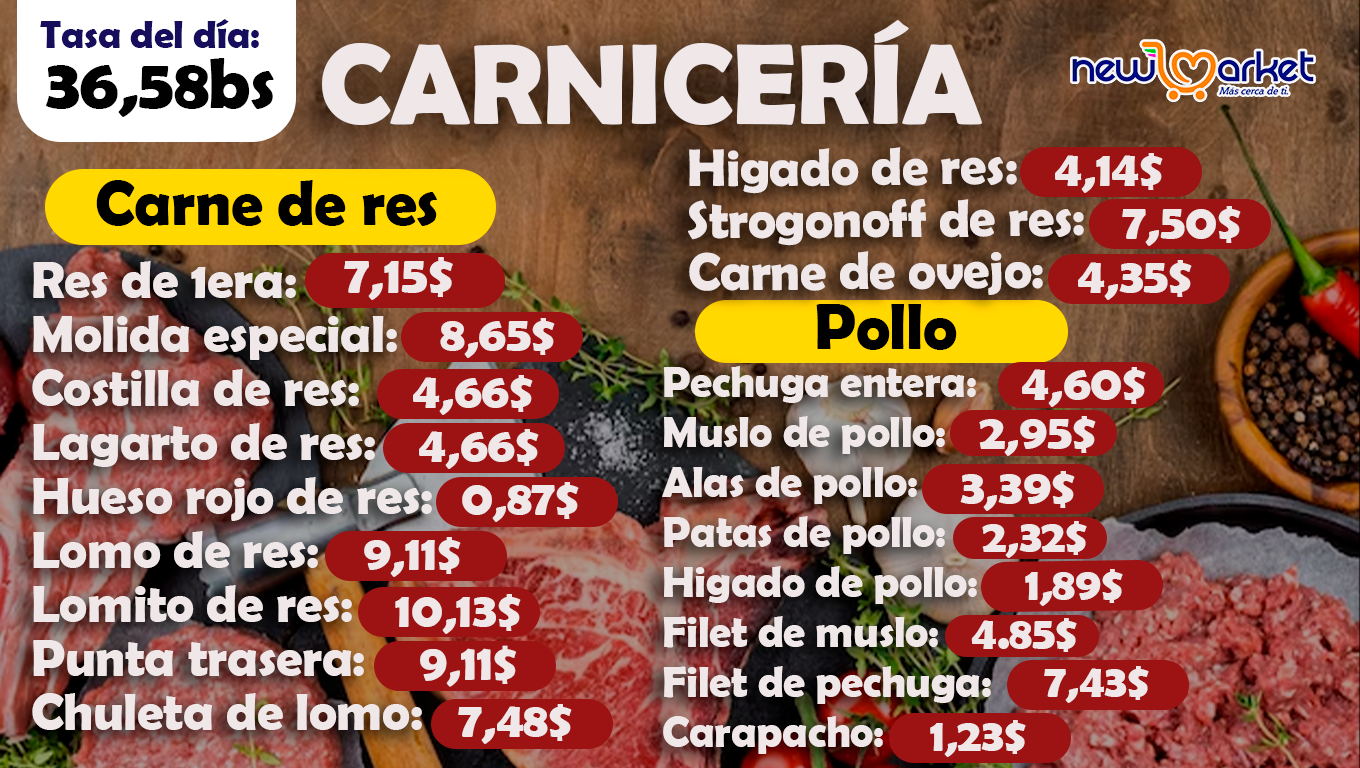 Tasa del día:
36,58bs
CARNICERÍA
new market
Más cerca de ti.
Carne de res
Res de 1era: 7,15$
Molida especial: 8,65$
Costilla de res: 4,66$
Lagarto de res: 4,66$
Hueso rojo de res: 0,87$
Lomo de res: 9,11$
Lomito de res: 10,13$
Punta trasera: 9,11$
Chuleta de lomo: 7,48$
Higado de res: 4,14$
Strogonoff de res: 7,50$
Carne de ovejo: 4,35$
Pollo
Pechuga entera: 4,60$
Muslo de pollo: 2,95$
Alas de pollo: 3,39$
Patas de pollo: 2,32$
Higado de pollo: 1,89$
Filet de muslo: 4.85$
Filet de pechuga: 7,43$
Carapacho: 1,23$